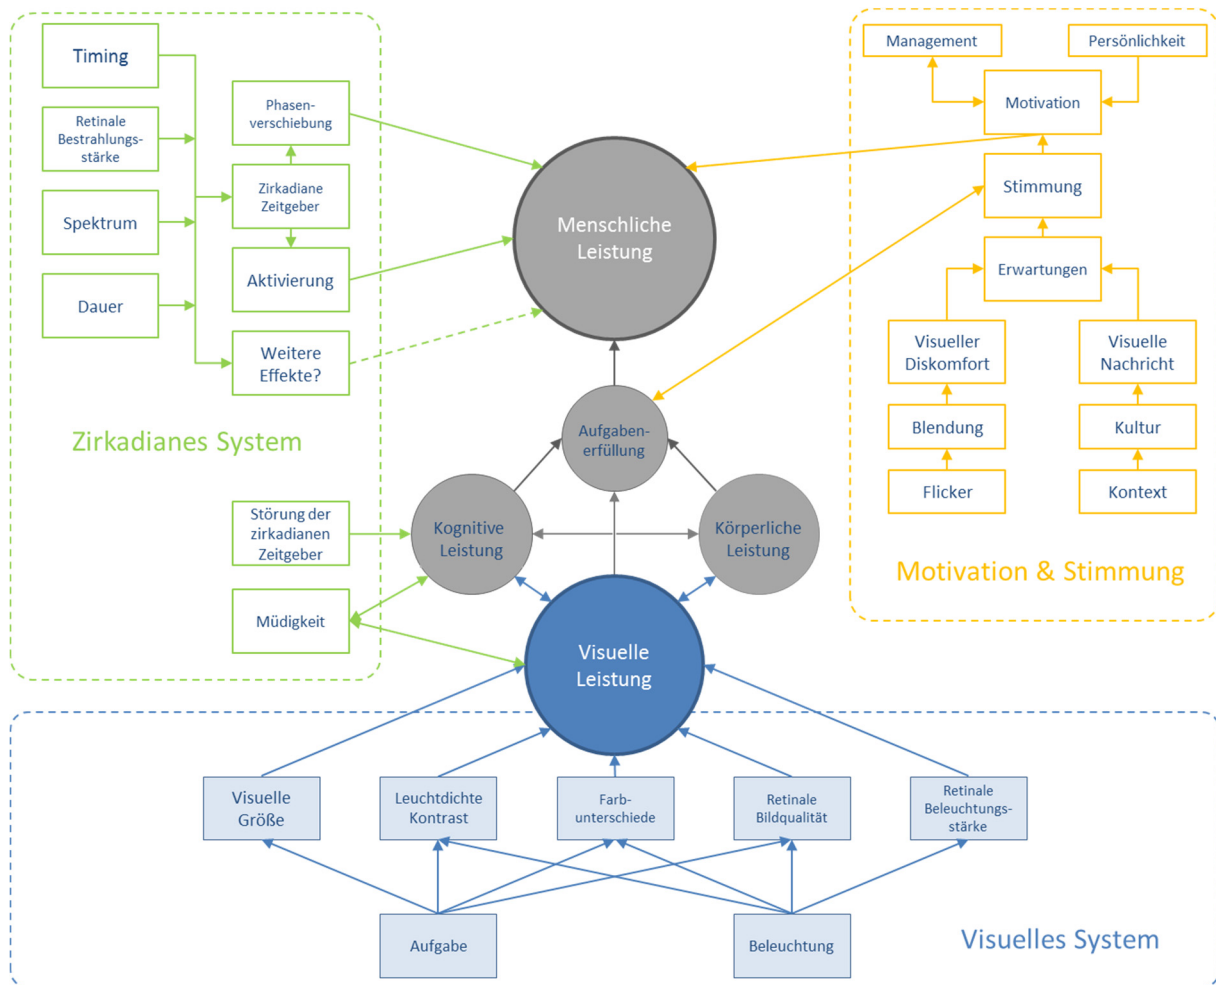 Timing
Retinale
Bestrahlungs-
stärke
Spektrum
Dauer
Phasen-
verschiebung
Zirkadiane
Zeitgeber
Aktivierung
Weitere
Effekte?
Zirkadianes System
Störung der
zirkadianen
Zeitgeber
Müdigkeit
Menschliche
Leistung
Aufgaben-
erfüllung
Kognitive
Leistung
Körperliche
Leistung
Visuelle
Leistung
Management
Persönlichkeit
Motivation
Stimmung
Erwartungen
Visueller
Diskomfort
Visuelle
Nachricht
Blendung
Kultur
Flicker
Kontext
Motivation & Stimmung
Visuelle
Größe
Leuchtdichte
Kontrast
Farb-
unterschiede
Retinale
Bildqualität
Retinale
Beleuchtungs-
stärke
Aufgabe
Beleuchtung
Visuelles System